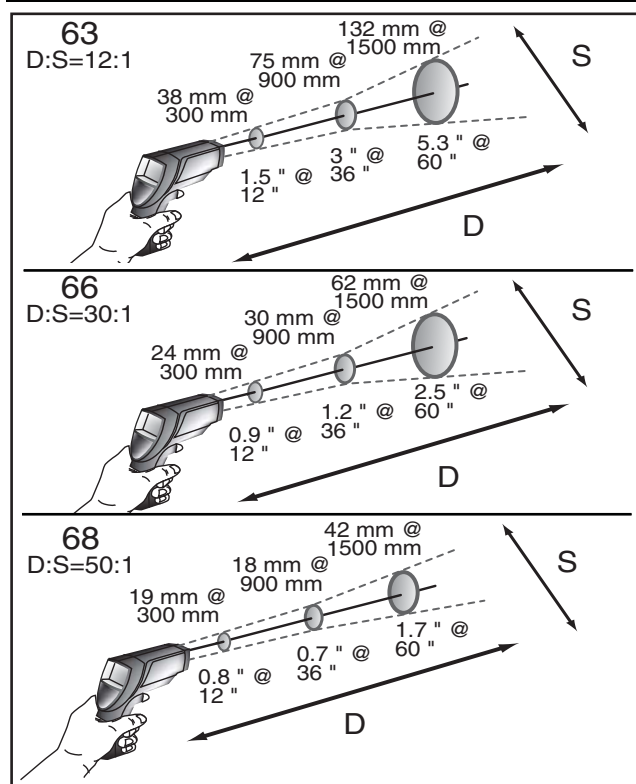 63
D:S=12:1
38 mm @
300 mm
75 mm @
900 mm
132 mm @
1500 mm
S
1.5 " @
12 "
3 " @
36 "
5.3 " @
60 "
D
66
D:S=30:1
24 mm @
300 mm
30 mm @
900 mm
62 mm @
1500 mm
S
0.9 " @
12 "
1.2 " @
36 "
2.5 " @
60 "
D
68
D:S=50:1
19 mm @
300 mm
18 mm @
900 mm
42 mm @
1500 mm
S
0.8 " @
12 "
0.7 " @
36 "
1.7 " @
60 "
D